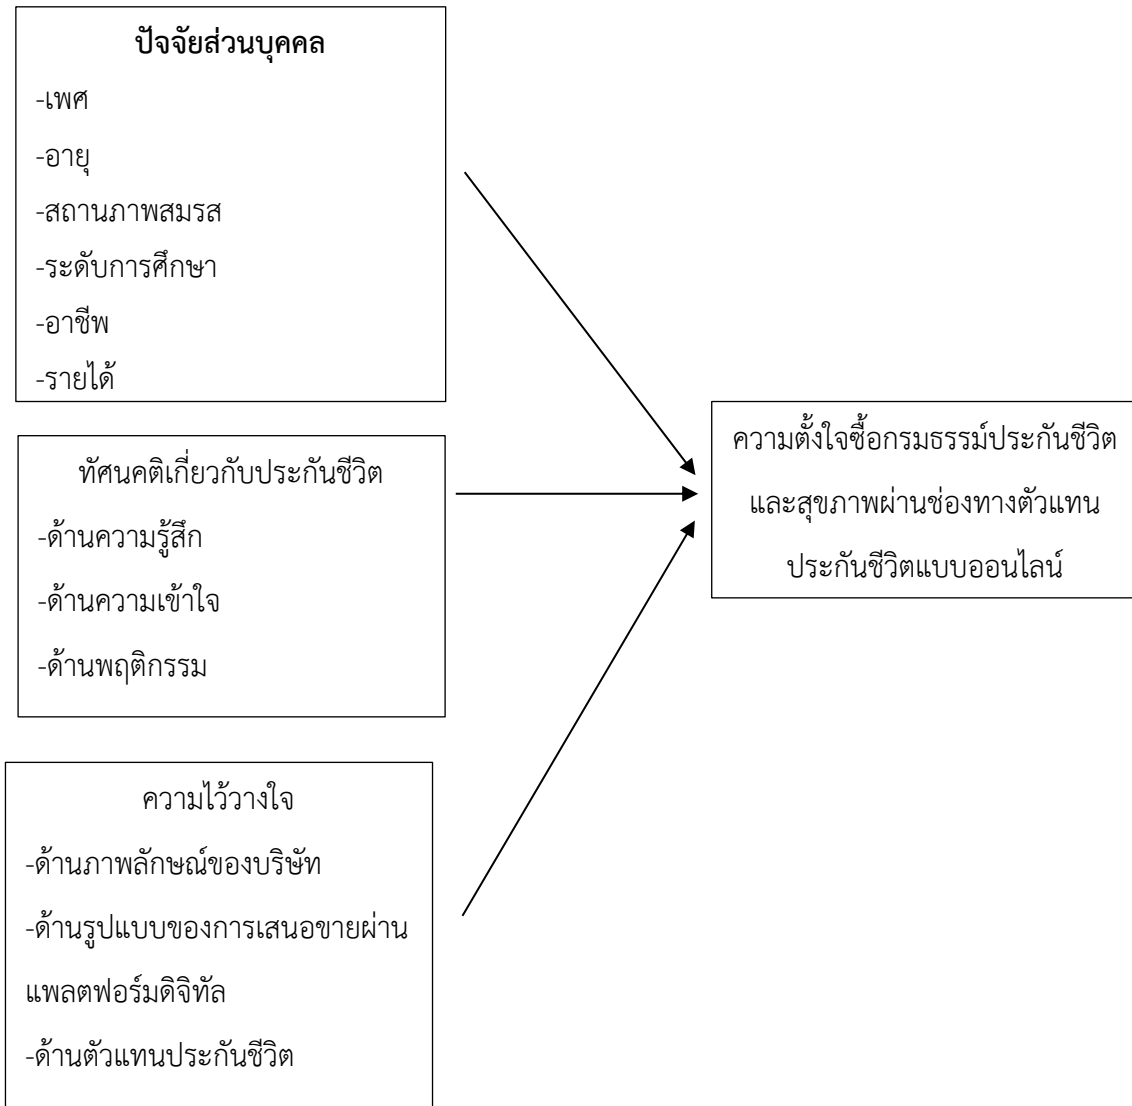 ปัจจัยส่วนบุคคล
-เพศ
-อายุ
-สถานภาพสมรส
-ระดับการศึกษา
-อาชีพ
-รายได้
ทัศนคติเกี่ยวกับประกันชีวิต
-ด้านความรู้สึก
-ด้านความเข้าใจ
-ด้านพฤติกรรม
ความไว้วางใจ
-ด้านภาพลักษณ์ของบริษัท
-ด้านรูปแบบของการเสนอขายผ่าน
แพลตฟอร์มดิจิทัล
-ด้านตัวแทนประกันชีวิต
ความตั้งใจซื้อกรมธรรม์ประกันชีวิต
และสุขภาพผ่านช่องทางตัวแทน
ประกันชีวิตแบบออนไลน์